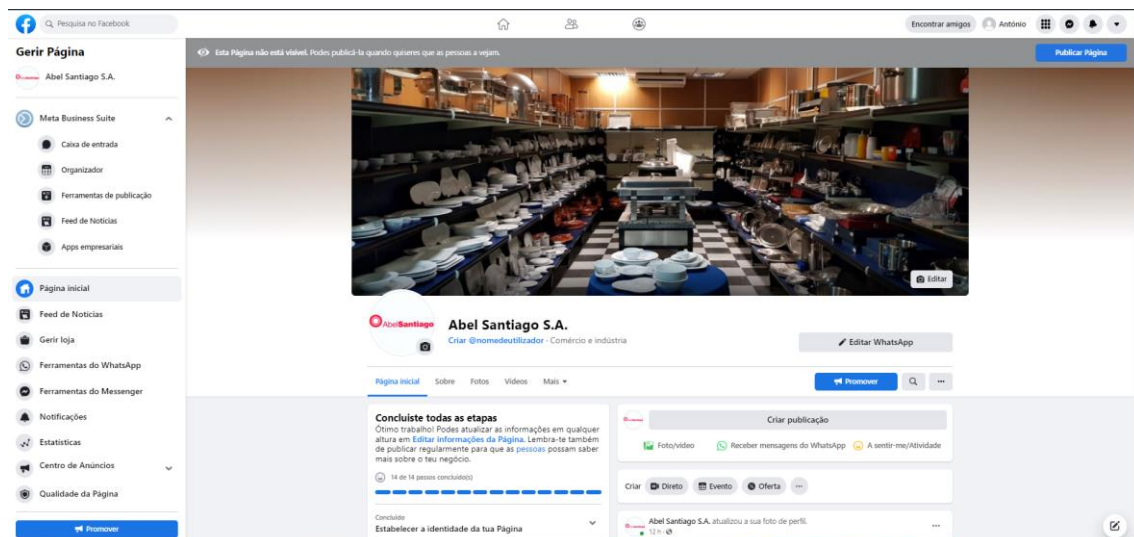 Pesquisa no Facebook
Encontrar amigos
António
Gerir Página
Abel Santiago S.A.
Meta Business Suite
Caixa de entrada
Organizador
Ferramentas de publicação
Feed de Notícias
Apps empresariais
Página inicial
Feed de Notícias
Gerir loja
Ferramentas do WhatsApp
Ferramentas do Messenger
Notificações
Estatísticas
Centro de Anúncios
Qualidade da Página
Promover
Esta Página não está visível. Podes publicá-la quando quiseres que as pessoas a vejam.
Publicar Página
Editar
AbelSantiago
Abel Santiago S.A.
Criar @nomedeutilizador · Comércio e indústria
Editar WhatsApp
Página inicial Sobre Fotos Vídeos Mais
Promover
Concluíste todas as etapas
Ótimo trabalho! Podes atualizar as informações em qualquer
altura em Editar informações da Página. Lembra-te também
de publicar regularmente para que as pessoas possam saber
mais sobre o teu negócio.
14 de 14 passos concluído(s)
Concluído
Estabelecer a identidade da tua Página
Criar publicação
Foto/vídeo
Receber mensagens do WhatsApp
A sentir-me/Atividade
Criar Direto Evento Oferta
Abel Santiago S.A. atualizou a sua foto de perfil.
12 h